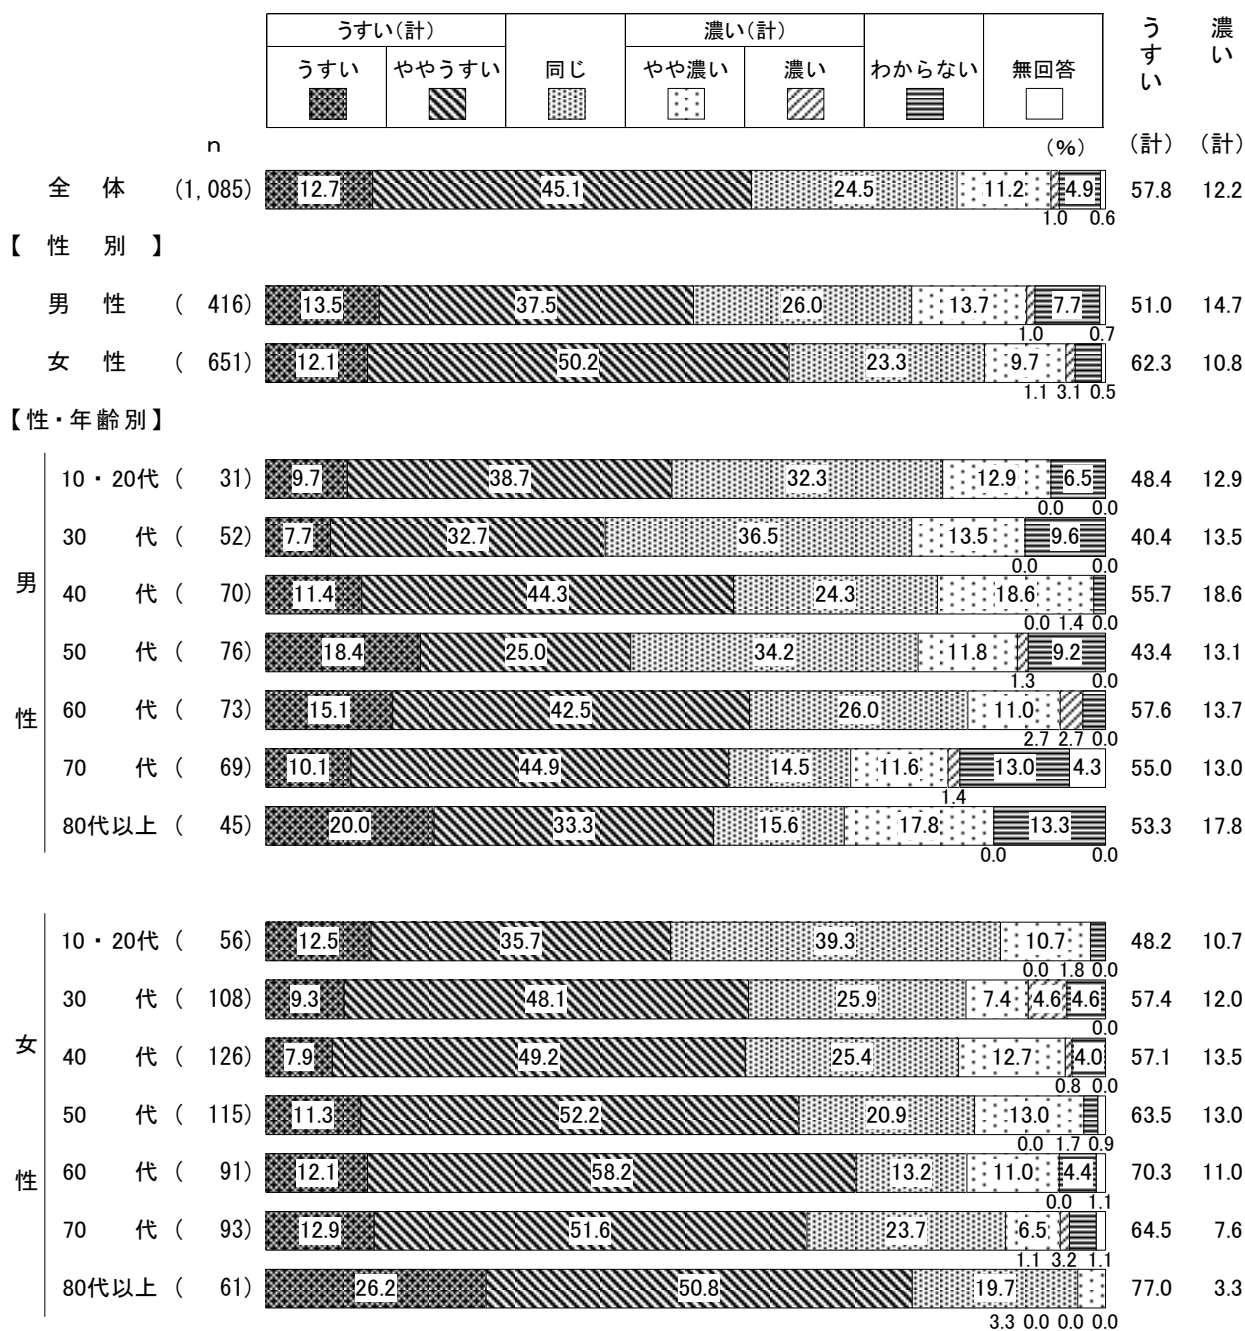 うすい(計) 濃い(計) うすい 濃い
うすい ややうすい 同じ やや濃い 濃い わからない 無回答
n (%) (計) (計)
全体 (1,085) 12.7 45.1 24.5 11.2 4.9 57.8 12.2
1.0 0.6
【性別】
男性 (416) 13.5 37.5 26.0 13.7 7.7 51.0 14.7
1.0 0.7
女性 (651) 12.1 50.2 23.3 9.7 62.3 10.8
1.1 3.1 0.5
【性・年齢別】
男性
10・20代 (31) 9.7 38.7 32.3 12.9 6.5 48.4 12.9
0.0 0.0
30代 (52) 7.7 32.7 36.5 13.5 9.6 40.4 13.5
0.0 0.0
40代 (70) 11.4 44.3 24.3 18.6 55.7 18.6
0.0 1.4 0.0
50代 (76) 18.4 25.0 34.2 11.8 9.2 43.4 13.1
1.3 0.0
60代 (73) 15.1 42.5 26.0 11.0 57.6 13.7
2.7 2.7 0.0
70代 (69) 10.1 44.9 14.5 11.6 13.0 4.3 55.0 13.0
1.4
80代以上 (45) 20.0 33.3 15.6 17.8 13.3 53.3 17.8
0.0 0.0
女性
10・20代 (56) 12.5 35.7 39.3 10.7 48.2 10.7
0.0 1.8 0.0
30代 (108) 9.3 48.1 25.9 7.4 4.6 4.6 57.4 12.0
0.0
40代 (126) 7.9 49.2 25.4 12.7 4.0 57.1 13.5
0.8 0.0
50代 (115) 11.3 52.2 20.9 13.0 63.5 13.0
0.0 1.7 0.9
60代 (91) 12.1 58.2 13.2 11.0 4.4 70.3 11.0
0.0 1.1
70代 (93) 12.9 51.6 23.7 6.5 64.5 7.6
1.1 3.2 1.1
80代以上 (61) 26.2 50.8 19.7 77.0 3.3
3.3 0.0 0.0 0.0